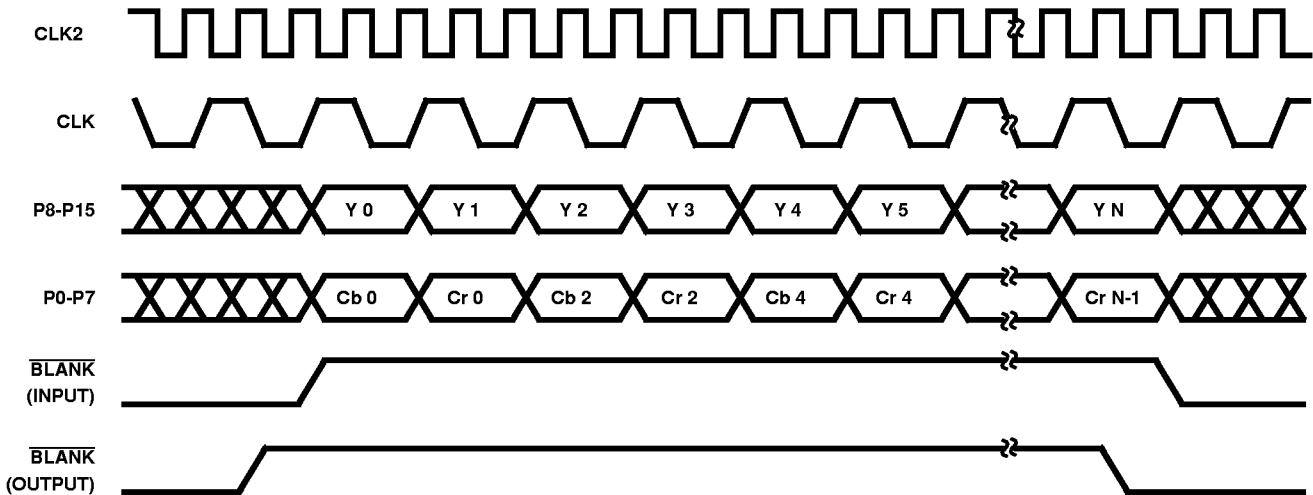 CLK2
CLK
P8-P15 Y 0 Y 1 Y 2 Y 3 Y 4 Y 5 Y N
P0-P7 Cb 0 Cr 0 Cb 2 Cr 2 Cb 4 Cr 4 Cr N-1
BLANK
(INPUT)
BLANK
(OUTPUT)